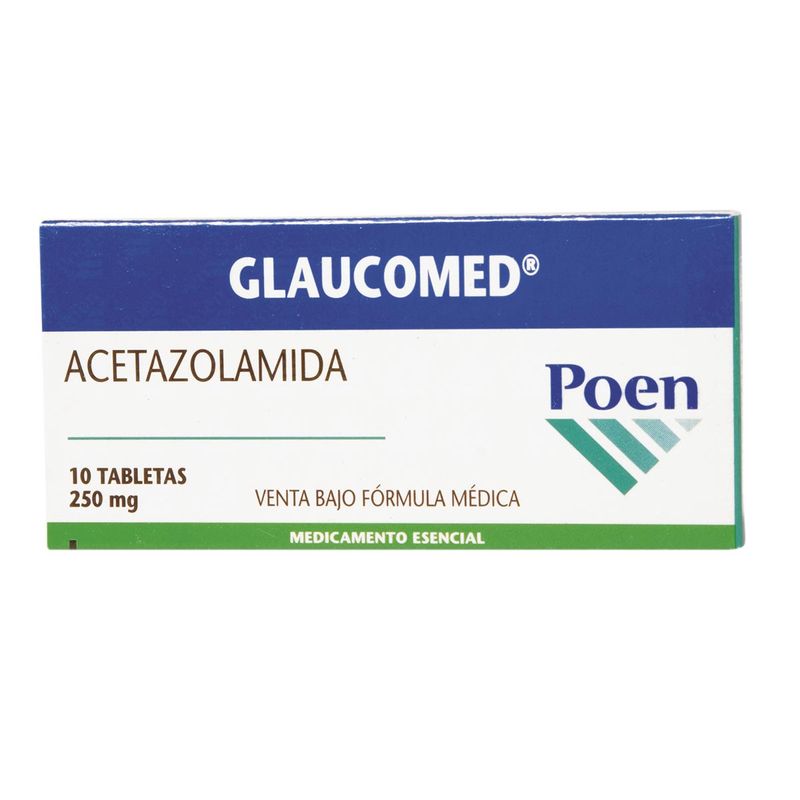 GLAUCOMED®
ACETAZOLAMIDA
Poen
10 TABLETAS
250 mg
VENTA BAJO FÓRMULA MÉDICA
MEDICAMENTO ESENCIAL